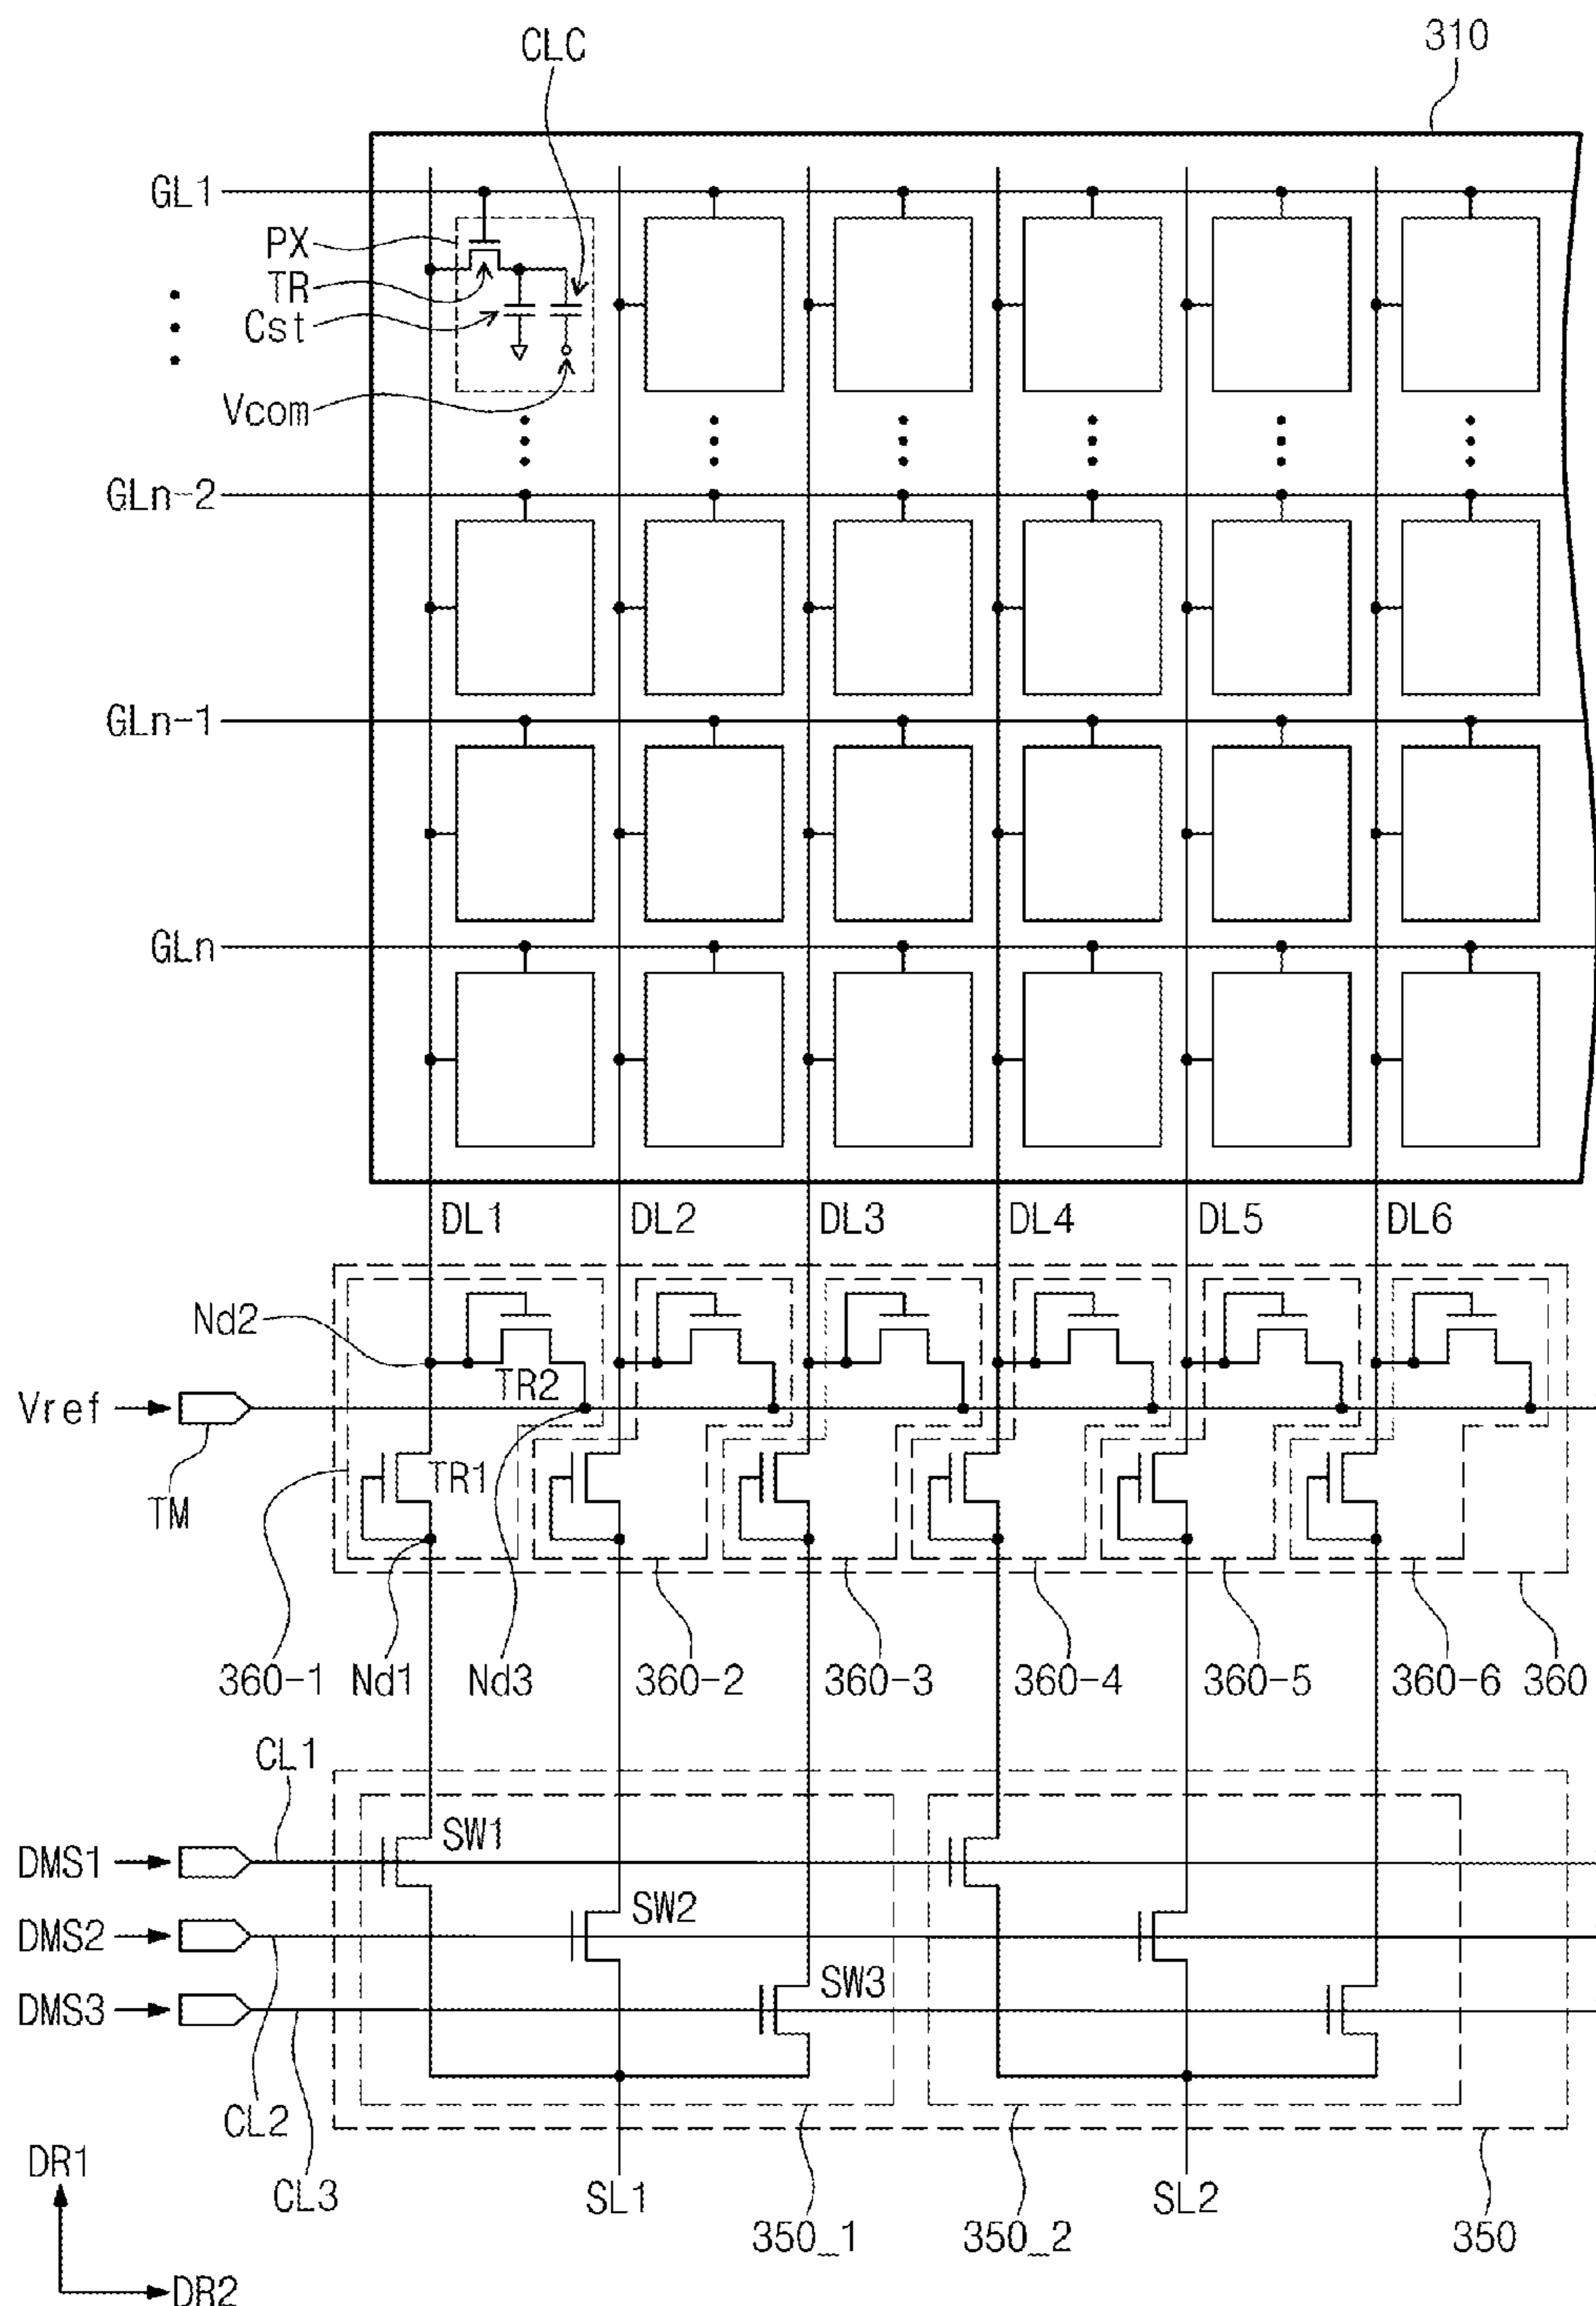 CLC
310
GL1
PX
TR
Cst
Vcom
GLn-2
GLn-1
GLn
DL1 DL2 DL3 DL4 DL5 DL6
Nd2
TR2
Vref
TR1
TM
360-1 Nd1 Nd3 360-2 360-3 360-4 360-5 360-6 360
CL1
SW1
DMS1
SW2
DMS2
SW3
DMS3
CL2
DR1
CL3 SL1 SL2
350_1 350_2 350
DR2